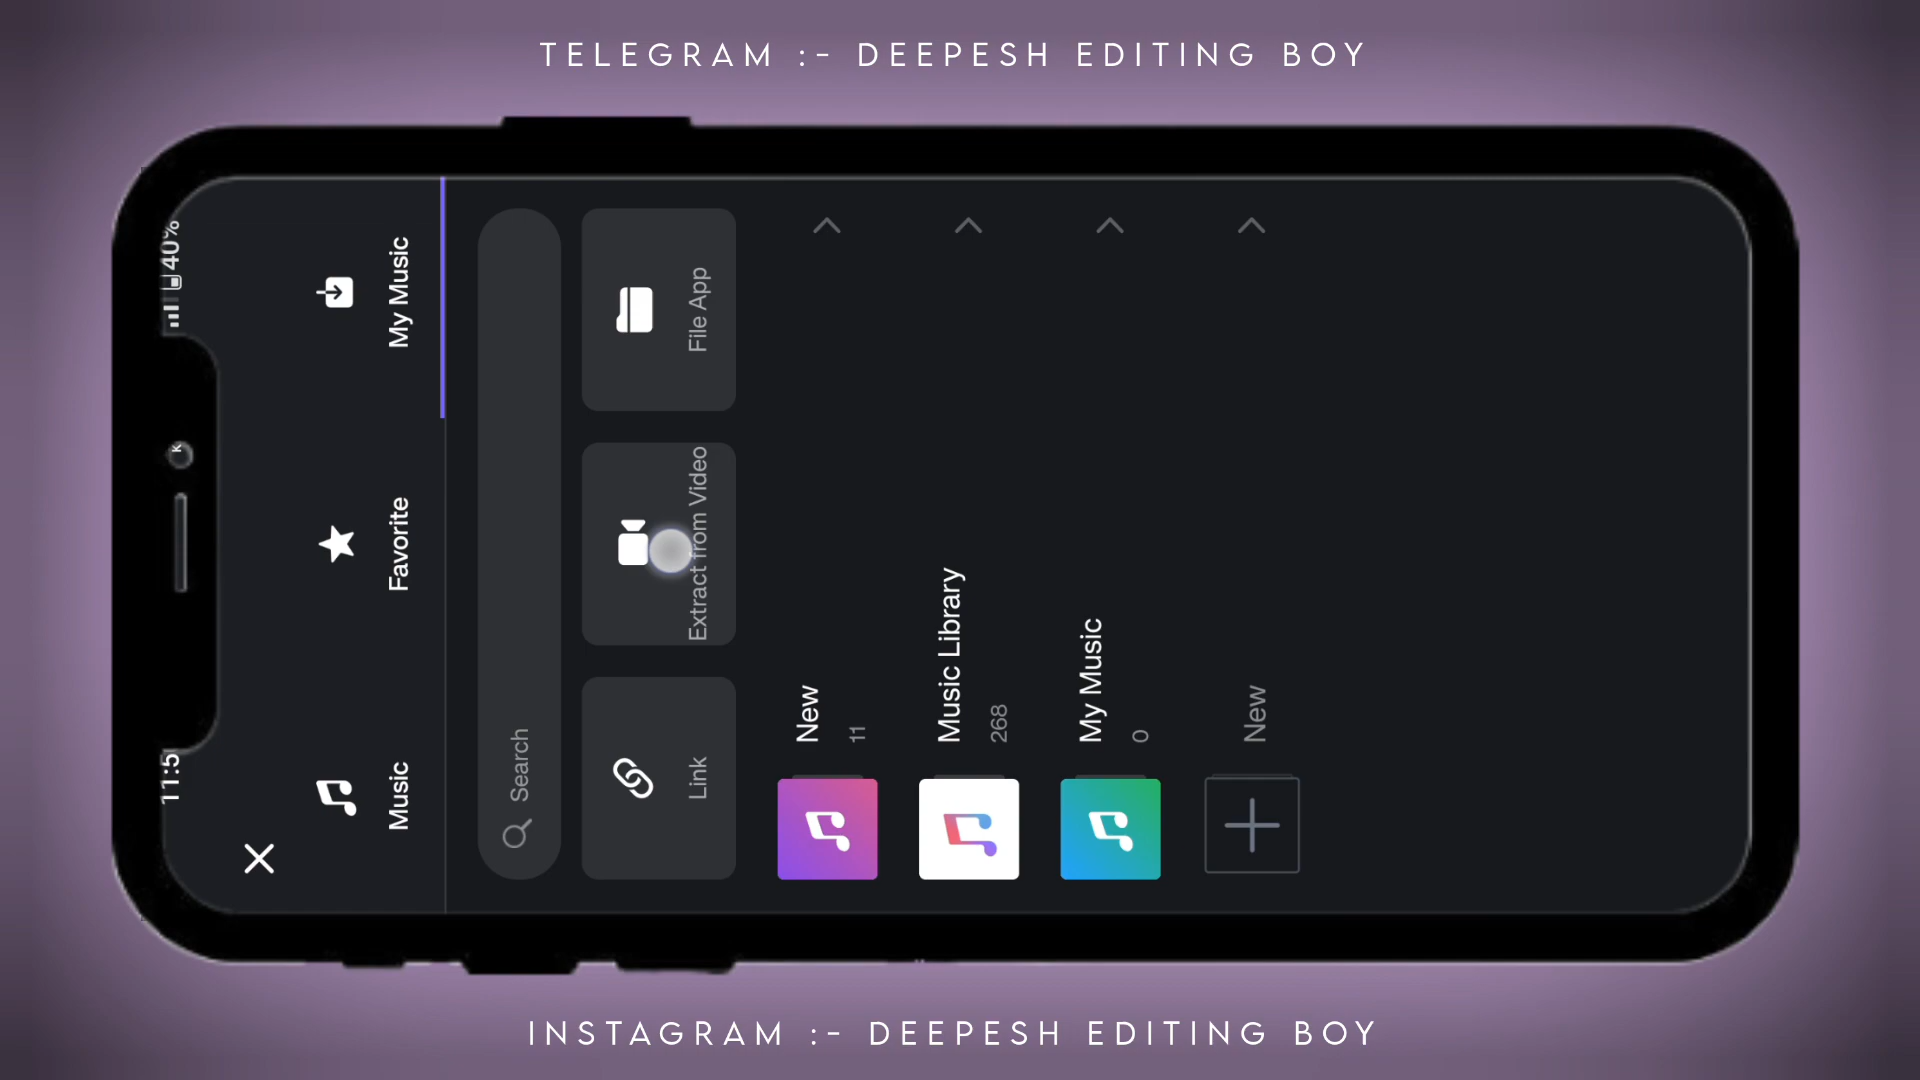 TELEGRAM :- DEEPESH EDITING BOY
40%
My Music
Favorite
Music
Search
File App
Extract from Video
Link
New
11
Music Library
268
My Music
0
New
INSTAGRAM :- DEEPESH EDITING BOY